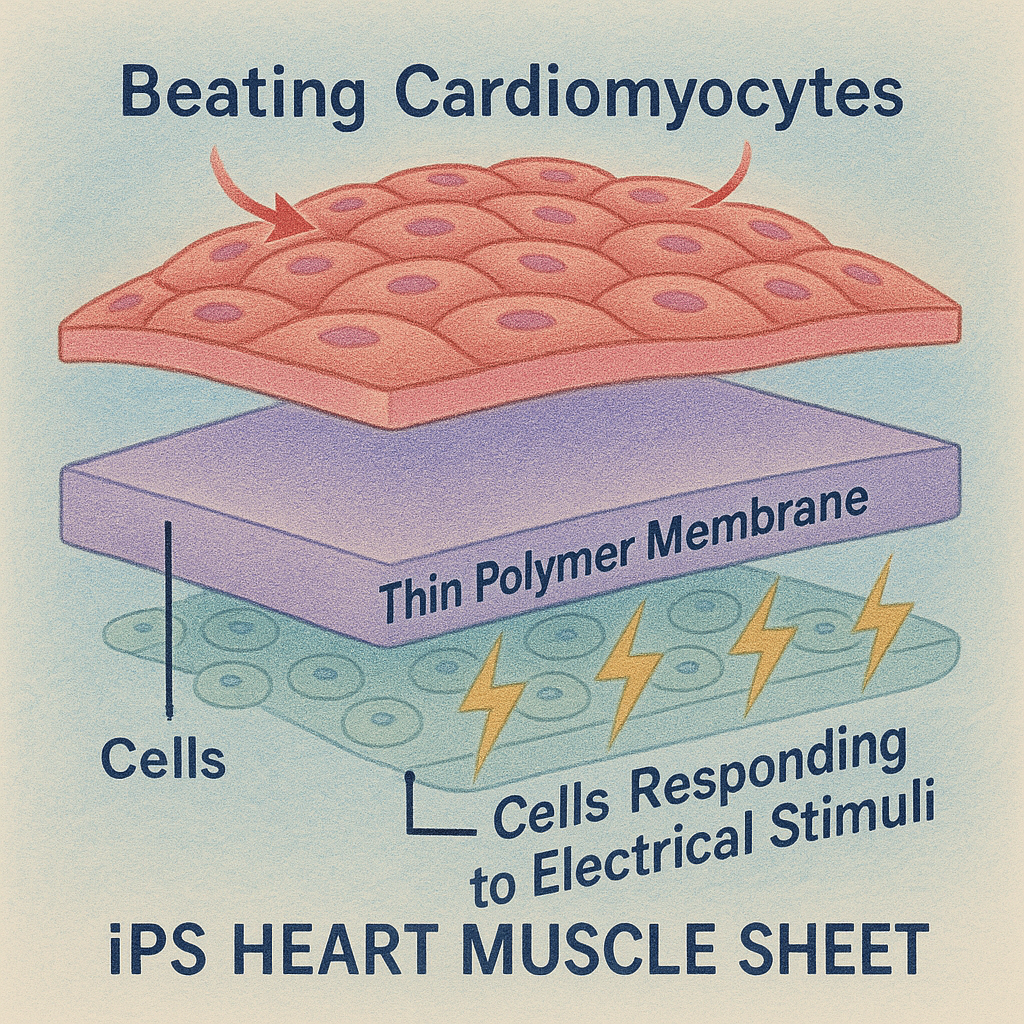 Beating Cardiomyocytes
Thin Polymer Membrane
Cells
Cells Responding
to Electrical Stimuli
iPS HEART MUSCLE SHEET